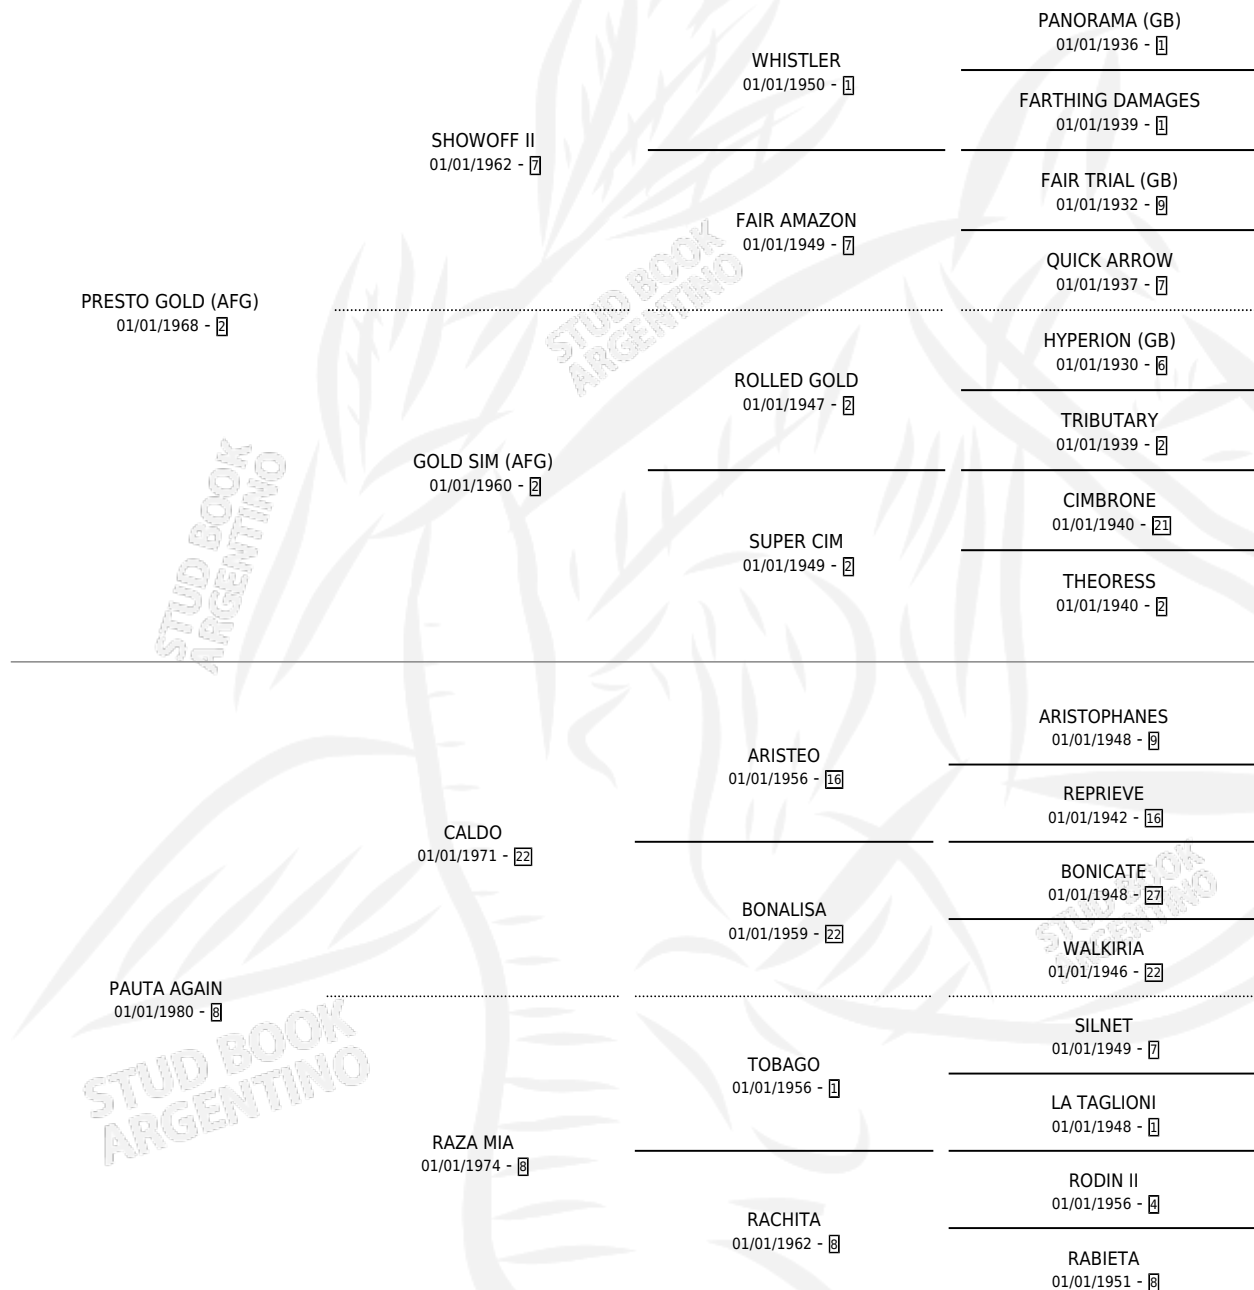 PANORAMA (GB)
01/01/1936 - 1
WHISTLER
01/01/1950 - 1
FARTHING DAMAGES
01/01/1939 - 1
SHOWOFF II
01/01/1962 - 7
FAIR TRIAL (GB)
01/01/1932 - 9
FAIR AMAZON
01/01/1949 - 7
QUICK ARROW
01/01/1937 - 7
PRESTO GOLD (AFG)
01/01/1968 - 2
HYPERION (GB)
01/01/1930 - 6
ROLLED GOLD
01/01/1947 - 2
TRIBUTARY
01/01/1939 - 2
GOLD SIM (AFG)
01/01/1960 - 2
CIMBRONE
01/01/1940 - 21
SUPER CIM
01/01/1949 - 2
THEORESS
01/01/1940 - 2
STUD BOOK
ARGENTINO
STUD BOOK
ARGENTINO
ARISTOPHANES
01/01/1948 - 9
ARISTEO
01/01/1956 - 16
REPRIEVE
01/01/1942 - 16
CALDO
01/01/1971 - 22
BONICATE
01/01/1948 - 27
BONALISA
01/01/1959 - 22
WALKIRIA
01/01/1946 - 22
PAUTA AGAIN
01/01/1980 - 8
SILNET
01/01/1949 - 7
TOBAGO
01/01/1956 - 1
LA TAGLIONI
01/01/1948 - 1
RAZA MIA
01/01/1974 - 8
RODIN II
01/01/1956 - 4
RACHITA
01/01/1962 - 8
RABIETA
01/01/1951 - 8
STUD BOOK
ARGENTINO
STUD BOOK
ARGENTINO